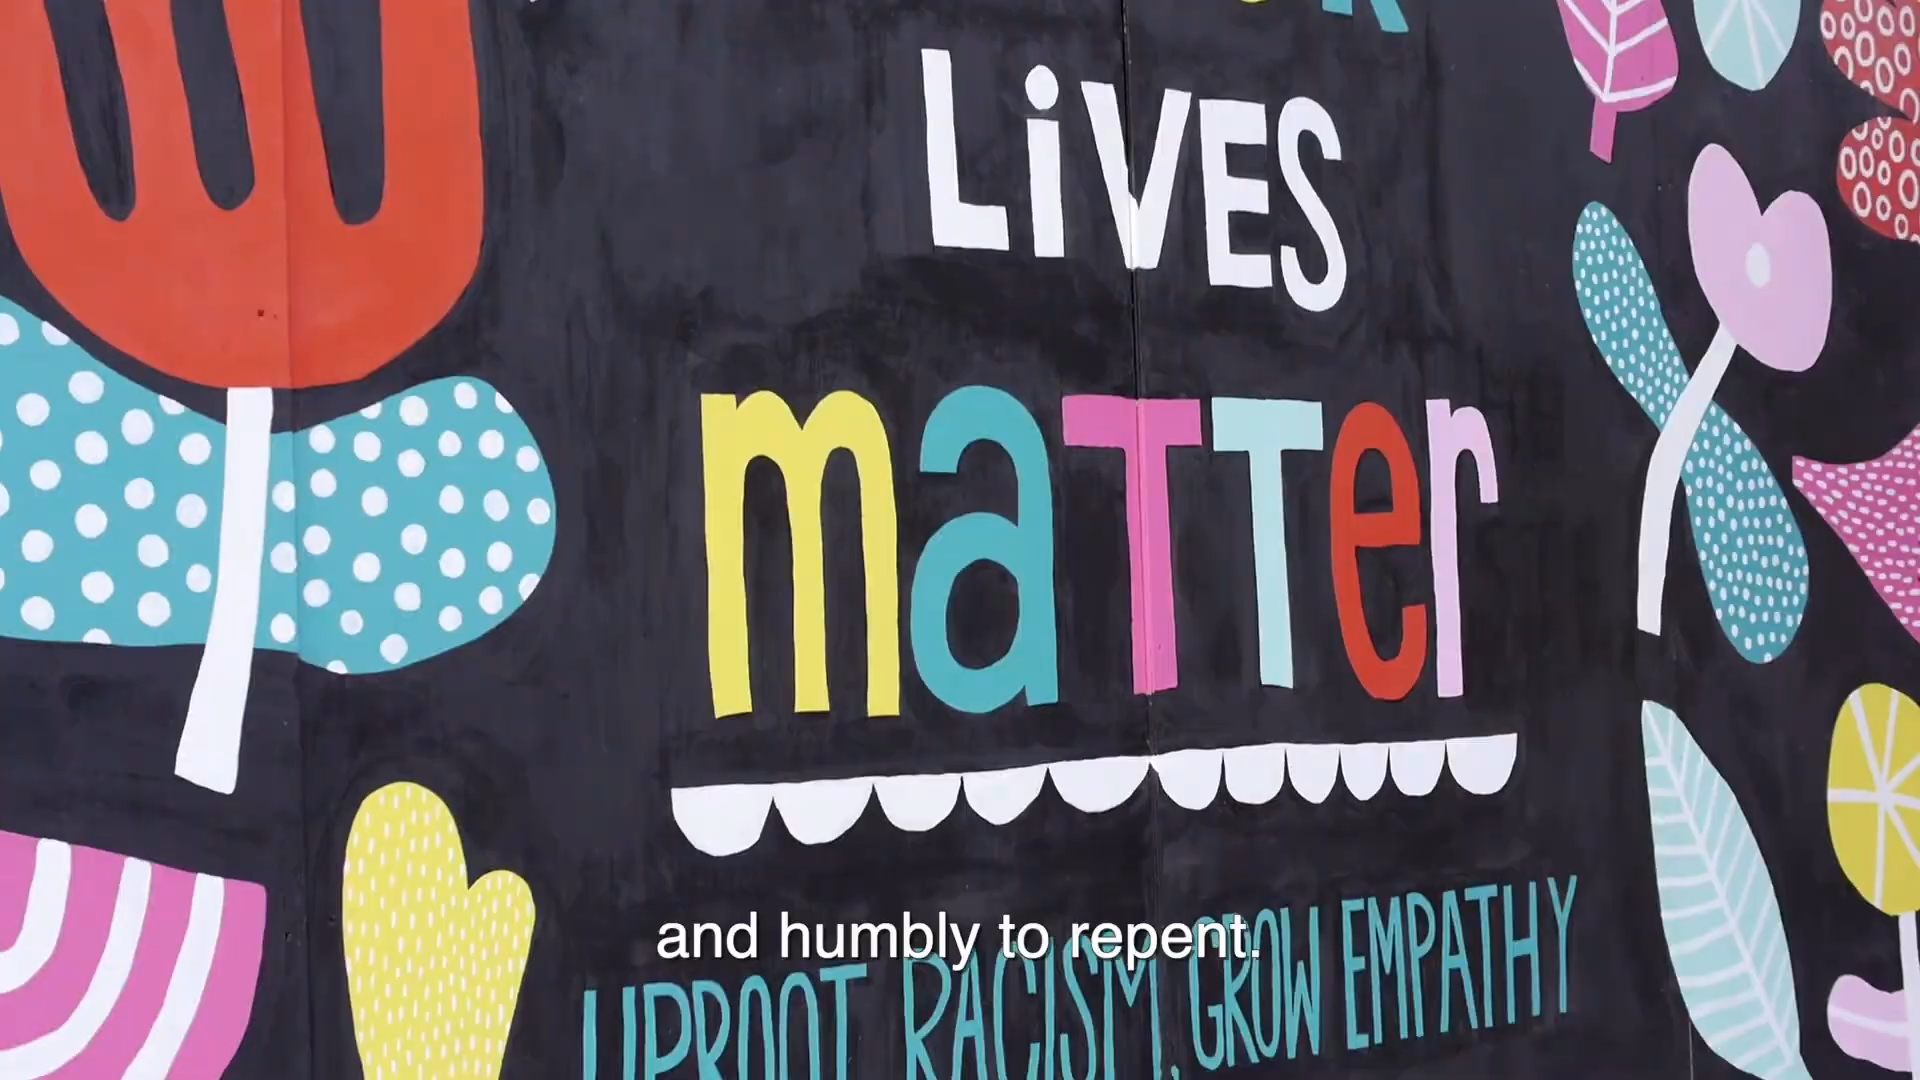 LiVES
maTTer
and humbly to repent.
UPROOT RACISM, GROW EMPATHY